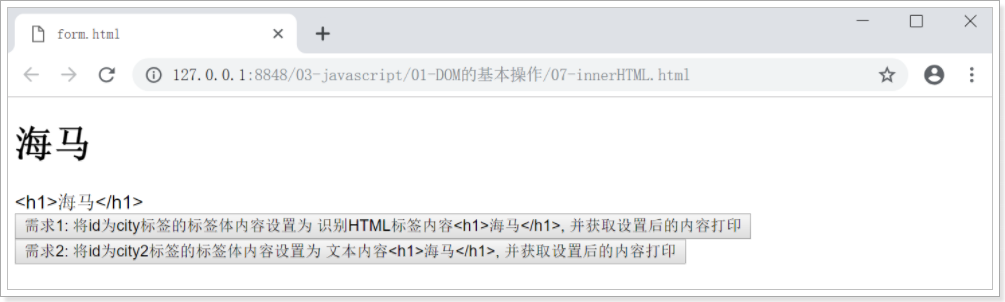 form.html
127.0.0.1:8848/03-javascript/01-DOM的基本操作/07-innerHTML.html
海马
<h1>海马</h1>
需求1: 将id为city标签的标签体内容设置为 识别HTML标签内容<h1>海马</h1>, 并获取设置后的内容打印
需求2: 将id为city2标签的标签体内容设置为 文本内容<h1>海马</h1>, 并获取设置后的内容打印